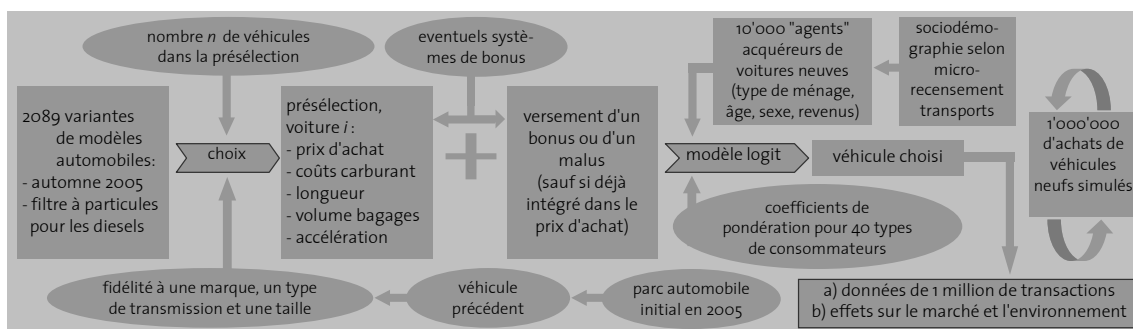 nombre n de véhicules
dans la présélection
eventuels systè-
mes de bonus
10'000 "agents"
acquéreurs de
voitures neuves
(type de ménage,
âge, sexe, revenus)
sociodémo-
graphie selon
micro-
recensement
transports
2089 variantes
de modèles
automobiles:
- automne 2005
- filtre à particules
pour les diesels
choix
présélection,
voiture i :
- prix d'achat
- coûts carburant
- longueur
- volume bagages
- accélération
versement d'un
bonus ou d'un
malus
(sauf si déjà
intégré dans le
prix d'achat)
modèle logit
véhicule choisi
1'000'000
d'achats de
véhicules
neufs simulés
coefficients de
pondération pour 40 types
de consommateurs
fidélité à une marque, un type
de transmission et une taille
véhicule
précédent
parc automobile
initial en 2005
a) données de 1 million de transactions
b) effets sur le marché et l'environnement